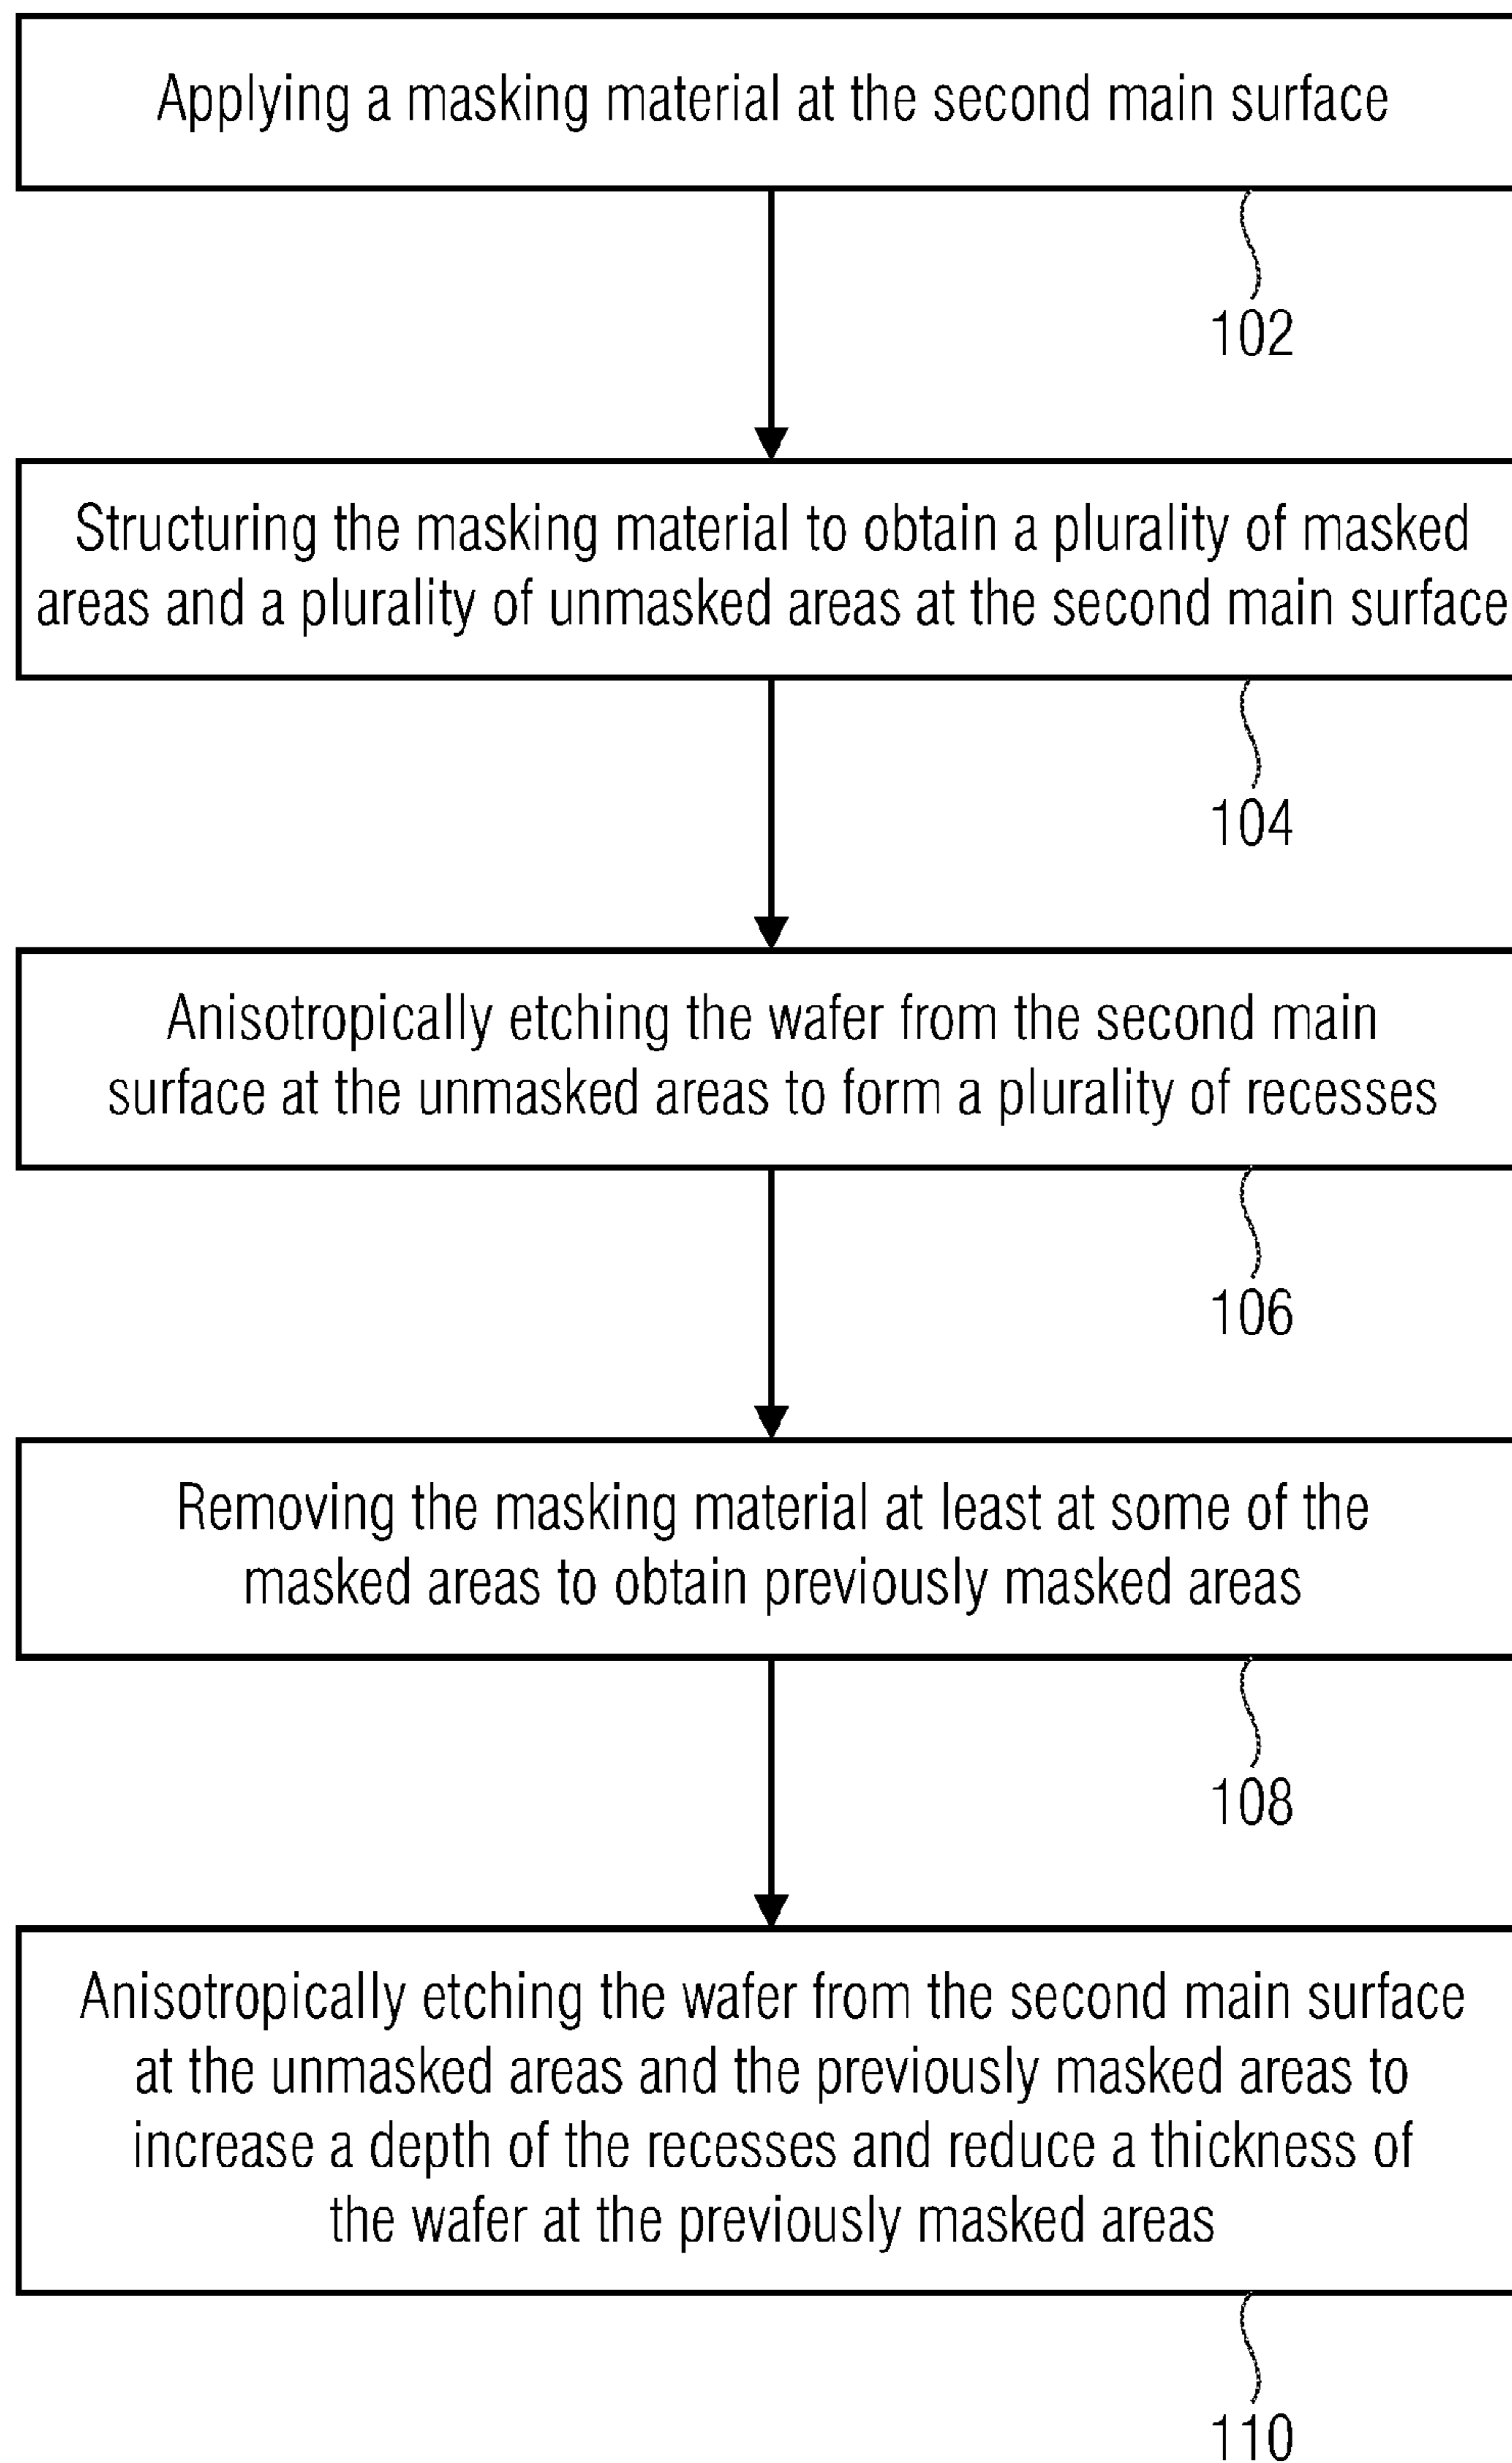 Applying a masking material at the second main surface
102
Structuring the masking material to obtain a plurality of masked
areas and a plurality of unmasked areas at the second main surface
104
Anisotropically etching the wafer from the second main
surface at the unmasked areas to form a plurality of recesses
106
Removing the masking material at least at some of the
masked areas to obtain previously masked areas
108
Anisotropically etching the wafer from the second main surface
at the unmasked areas and the previously masked areas to
increase a depth of the recesses and reduce a thickness of
the wafer at the previously masked areas
110